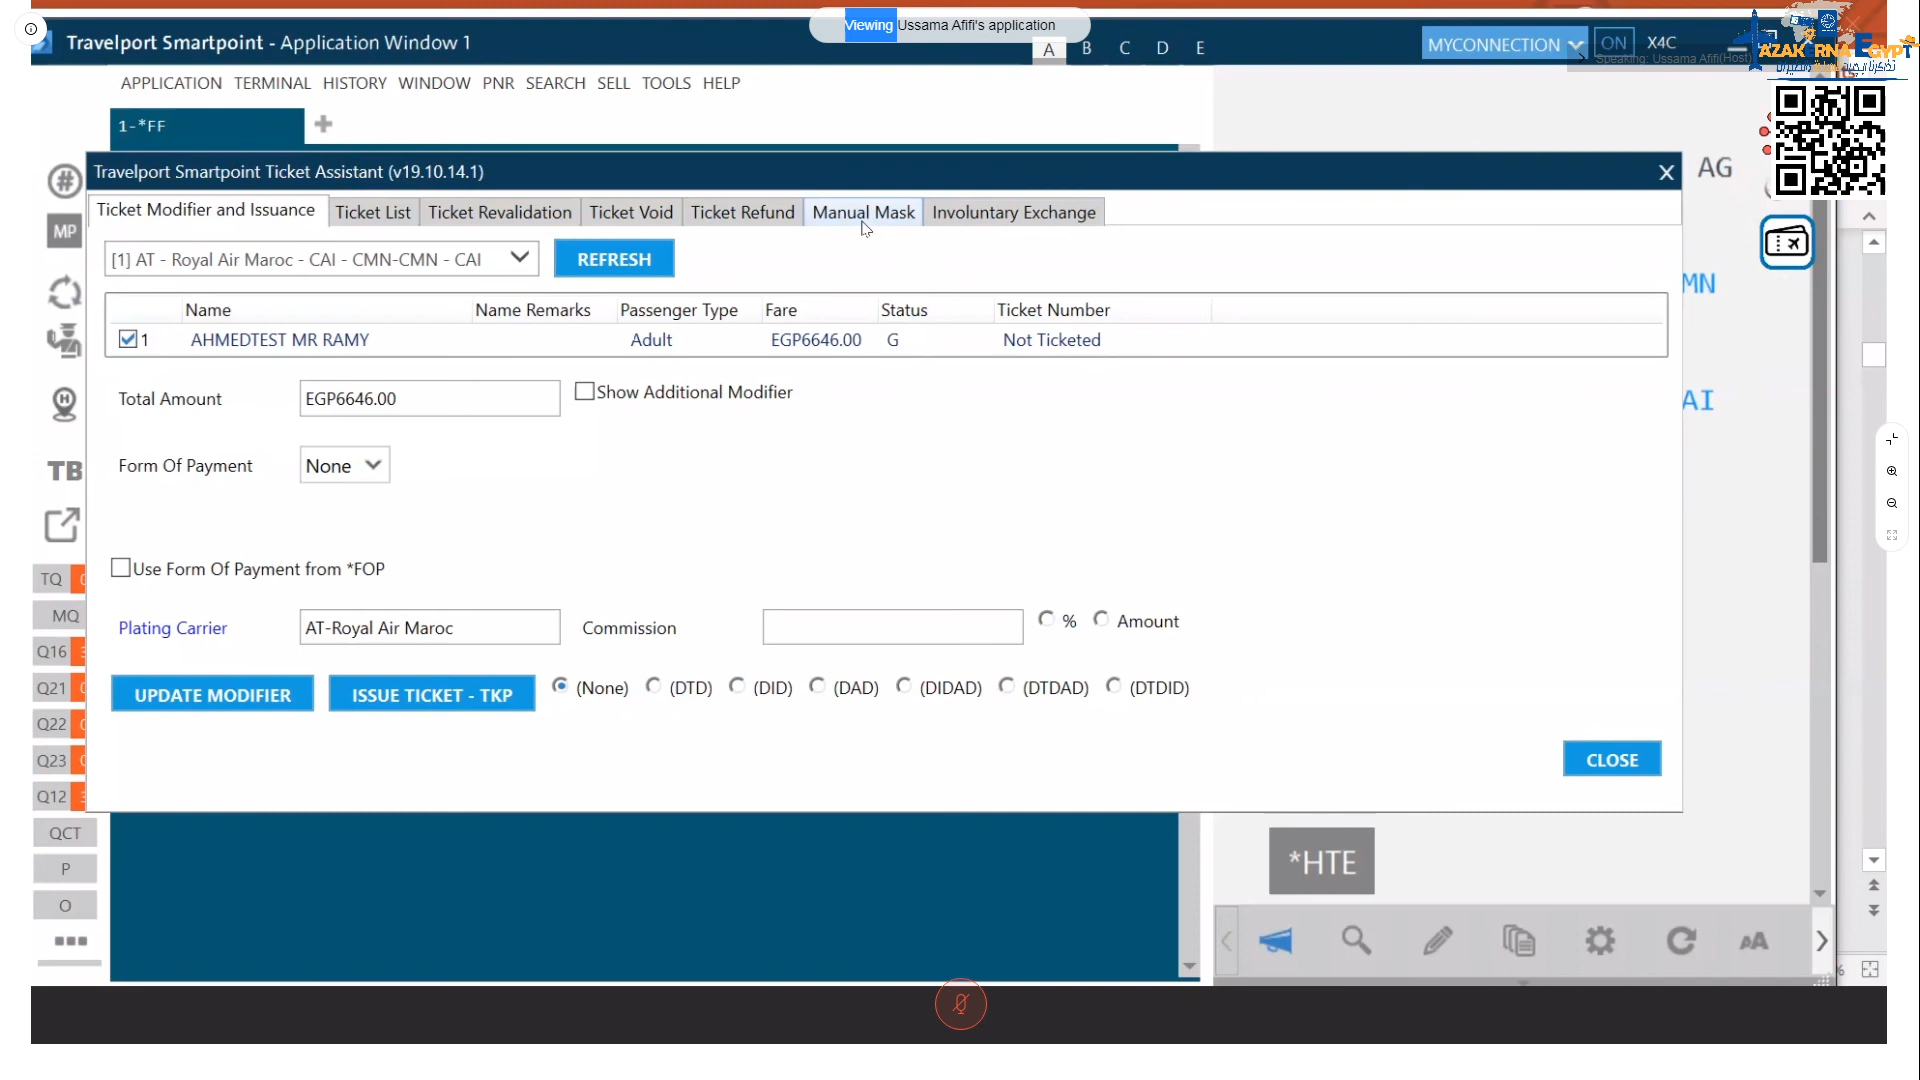 Viewing Ussama Afifi's application
Travelport Smartpoint - Application Window 1
A B C D E
MYCONNECTION ON X4C
Speaking: Ussama Afifi(Host)
APPLICATION TERMINAL HISTORY WINDOW PNR SEARCH SELL TOOLS HELP
1-*FF
Travelport Smartpoint Ticket Assistant (v19.10.14.1)
X
AG
Ticket Modifier and Issuance Ticket List Ticket Revalidation Ticket Void Ticket Refund Manual Mask Involuntary Exchange
MP
[1] AT - Royal Air Maroc - CAI - CMN-CMN - CAI
REFRESH
MN
Name Name Remarks Passenger Type Fare Status Ticket Number
1 AHMEDTEST MR RAMY Adult EGP6646.00 G Not Ticketed
Total Amount EGP6646.00 Show Additional Modifier
AI
Form Of Payment None
TB
Use Form Of Payment from *FOP
TQ
MQ
Plating Carrier AT-Royal Air Maroc Commission % Amount
Q16
Q21
UPDATE MODIFIER ISSUE TICKET - TKP (None) (DTD) (DID) (DAD) (DIDAD) (DTDAD) (DTDID)
Q22
Q23
CLOSE
Q12
QCT
P
*HTE
O
AA
%